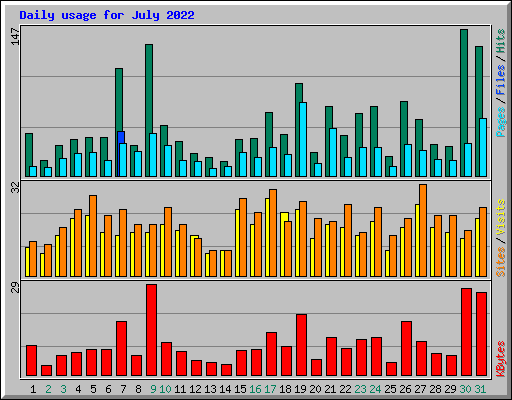 Daily usage for July 2022
147
Pages / Files / Hits
32
Sites / Visits
29
KBytes
1 2 3 4 5 6 7 8 9 10 11 12 13 14 15 16 17 18 19 20 21 22 23 24 25 26 27 28 29 30 31